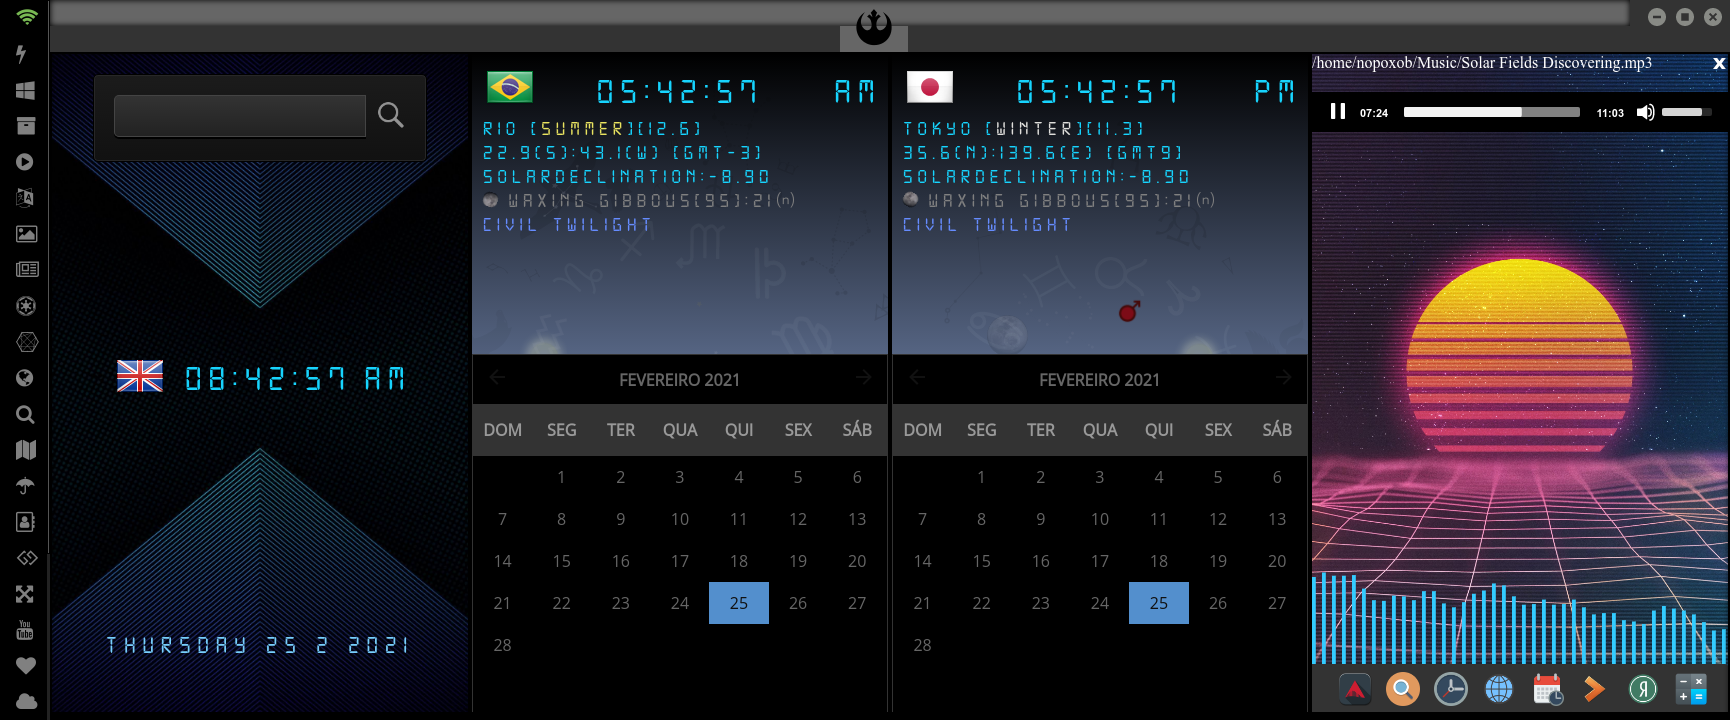 08:42:57 AM
THURSDAY 25 2 2021
05:42:57 AM
RIO [SUMMER][12.6]
22.9(S):43.1(W) [GMT-3]
SOLARDECLINATION:-8.90
WAXING GIBBOUS[95]:21(n)
CIVIL TWILIGHT
FEVEREIRO 2021
DOM SEG TER QUA QUI SEX SÁB
1 2 3 4 5 6
7 8 9 10 11 12 13
14 15 16 17 18 19 20
21 22 23 24 25 26 27
28
05:42:57 PM
TOKYO [WINTER][11.3]
35.6(N):139.6(E) [GMT9]
SOLARDECLINATION:-8.90
WAXING GIBBOUS[95]:21(n)
CIVIL TWILIGHT
FEVEREIRO 2021
DOM SEG TER QUA QUI SEX SÁB
1 2 3 4 5 6
7 8 9 10 11 12 13
14 15 16 17 18 19 20
21 22 23 24 25 26 27
28
/home/nopoxob/Music/Solar Fields Discovering.mp3 x
07:24 11:03
You
Tube
Я